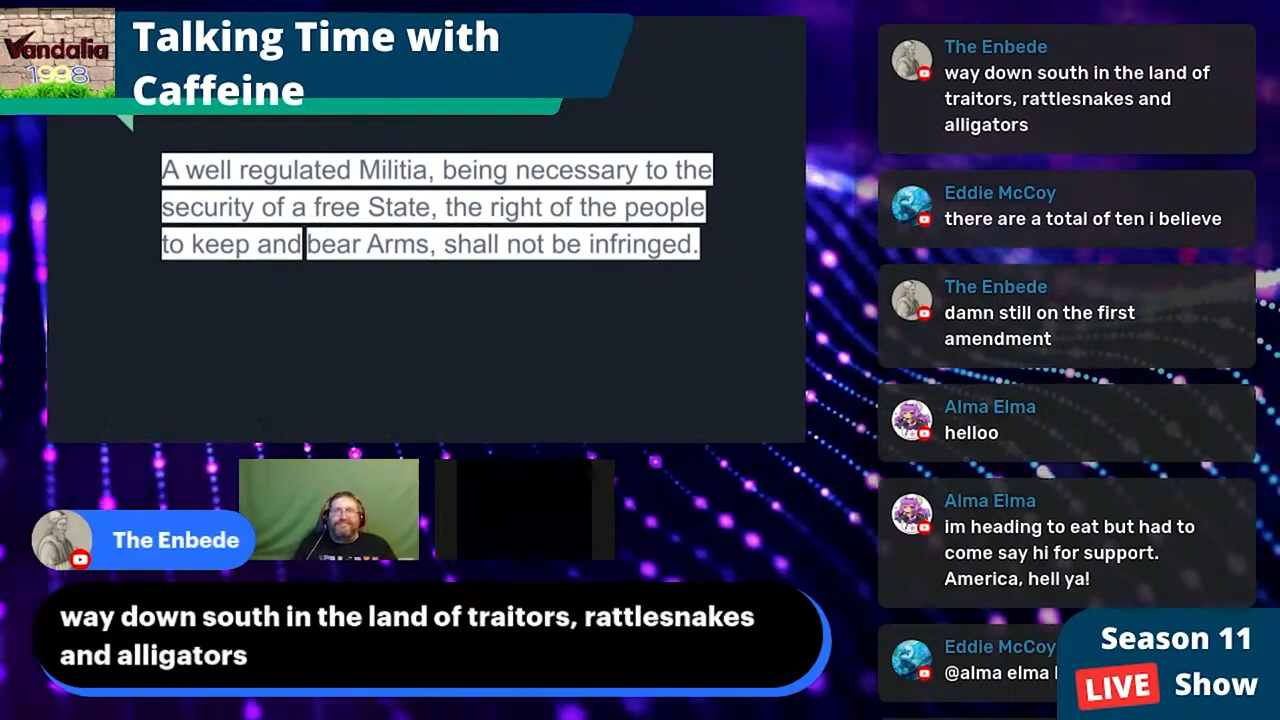 Vandalia
1998
Talking Time with
Caffeine
A well regulated Militia, being necessary to the
security of a free State, the right of the people
to keep and bear Arms, shall not be infringed.
The Enbede
way down south in the land of traitors, rattlesnakes
and alligators
The Enbede
way down south in the land of
traitors, rattlesnakes and
alligators
Eddie McCoy
there are a total of ten i believe
The Enbede
damn still on the first
amendment
Alma Elma
helloo
Alma Elma
im heading to eat but had to
come say hi for support.
America, hell ya!
Eddie McCoy
@alma elma
Season 11
LIVE Show